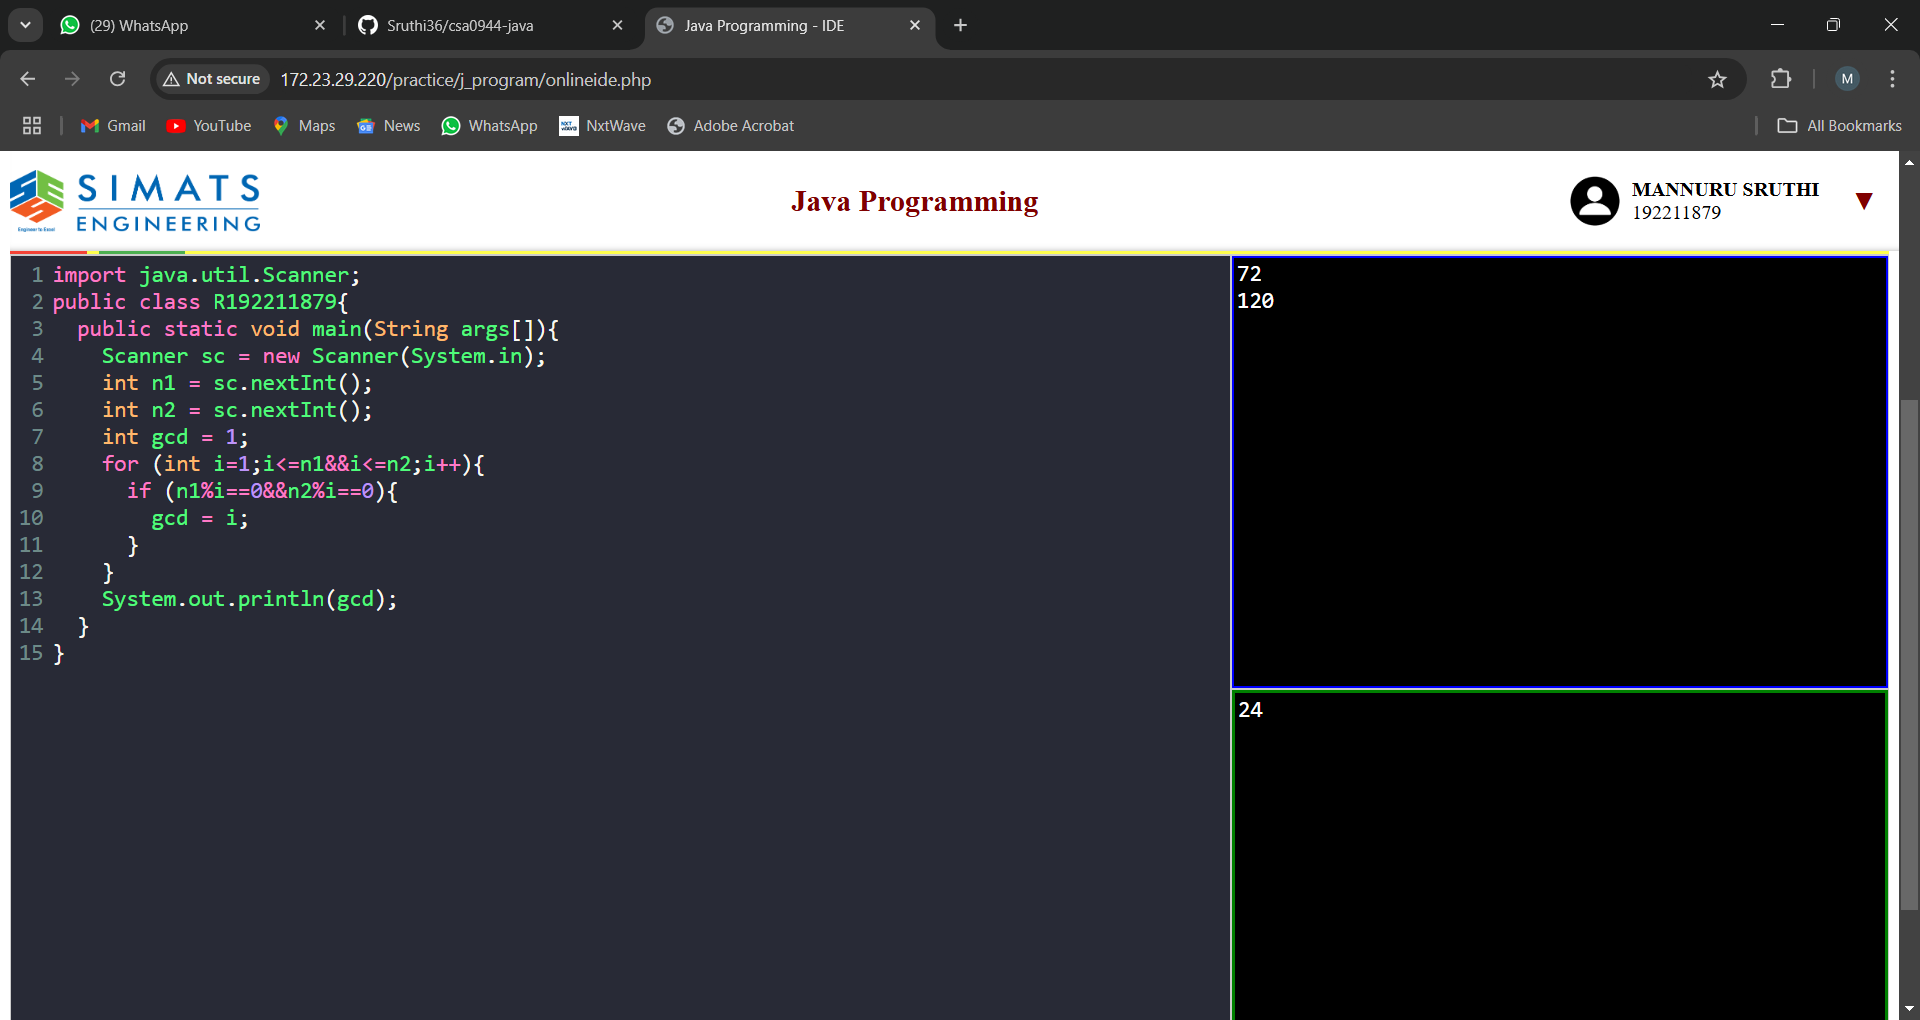 (29) WhatsApp
Sruthi36/csa0944-java
Java Programming - IDE
Not secure
172.23.29.220/practice/j_program/onlineide.php
M
Gmail
YouTube
Maps
News
WhatsApp
NxtWave
Adobe Acrobat
All Bookmarks
SIMATS
ENGINEERING
Engineer to Excel
Java Programming
MANNURU SRUTHI
192211879
1 import java.util.Scanner;
2 public class R192211879{
3   public static void main(String args[]){
4     Scanner sc = new Scanner(System.in);
5     int n1 = sc.nextInt();
6     int n2 = sc.nextInt();
7     int gcd = 1;
8     for (int i=1;i<=n1&&i<=n2;i++){
9       if (n1%i==0&&n2%i==0){
10         gcd = i;
11       }
12     }
13     System.out.println(gcd);
14   }
15 }
72
120
24